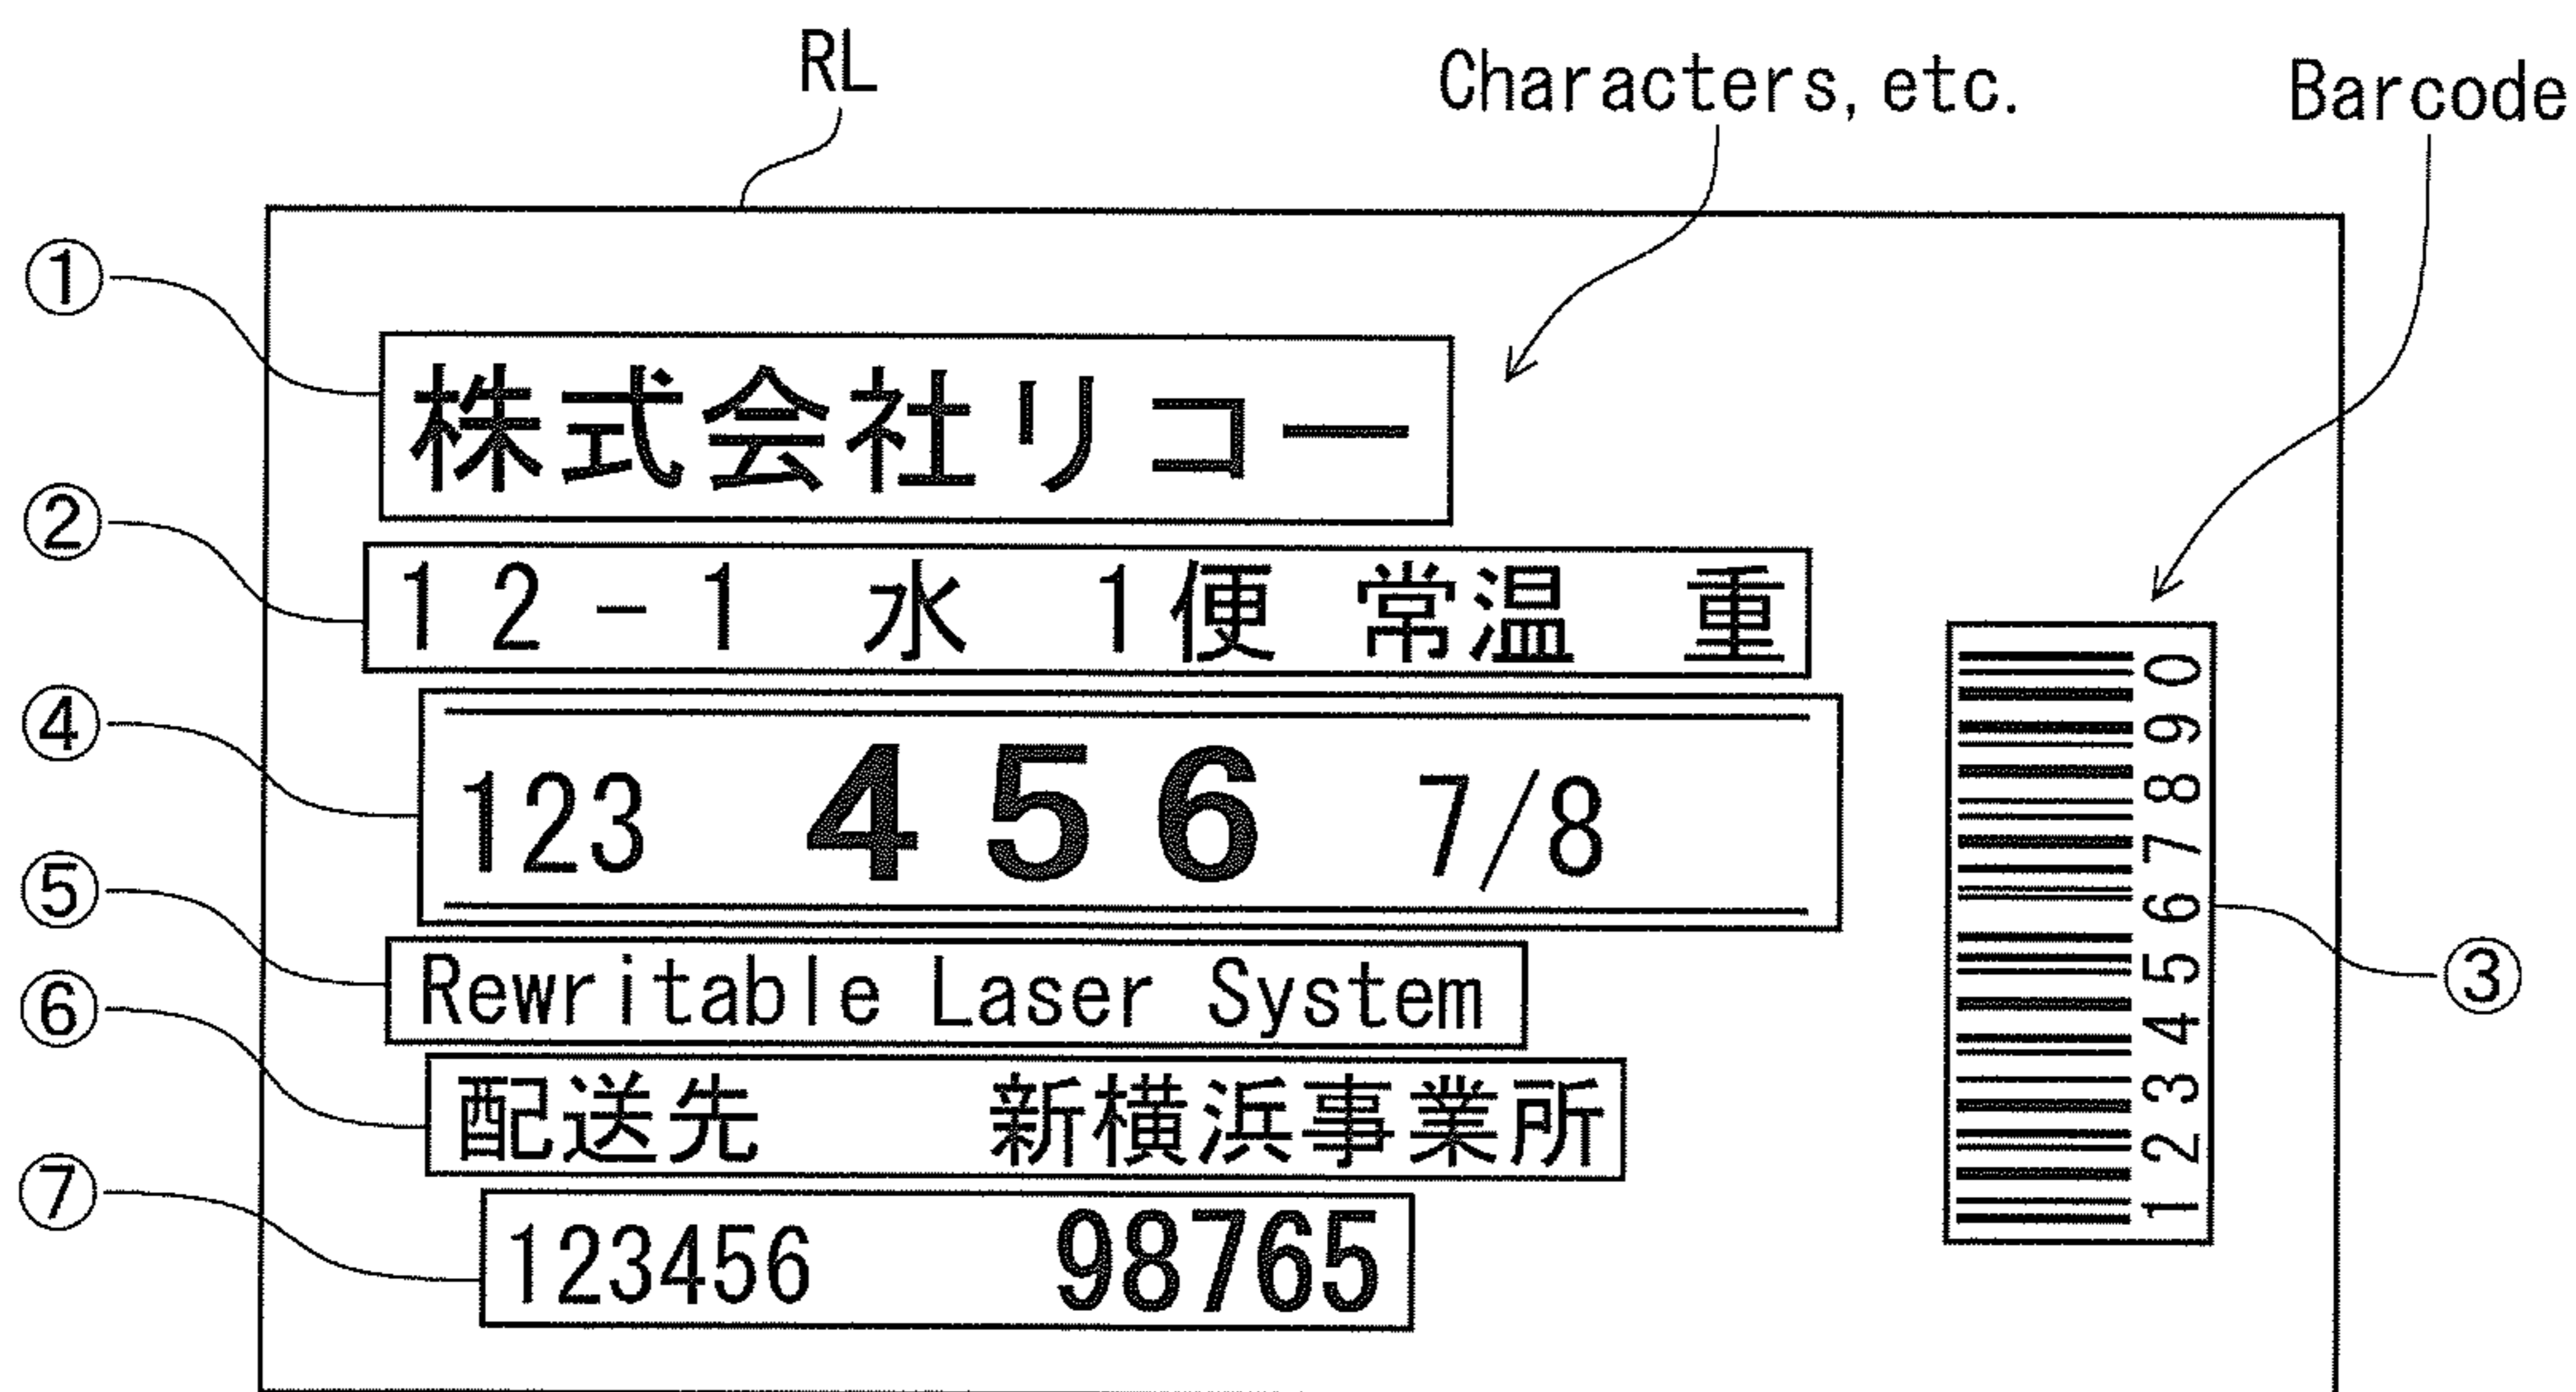 RL
Characters, etc.
Barcode
①
株式会社リコー
②
12-1 水 1便 常温 重
④
123 456 7/8
⑤
Rewritable Laser System
⑥
配送先 新横浜事業所
⑦
123456 98765
1234567890
③